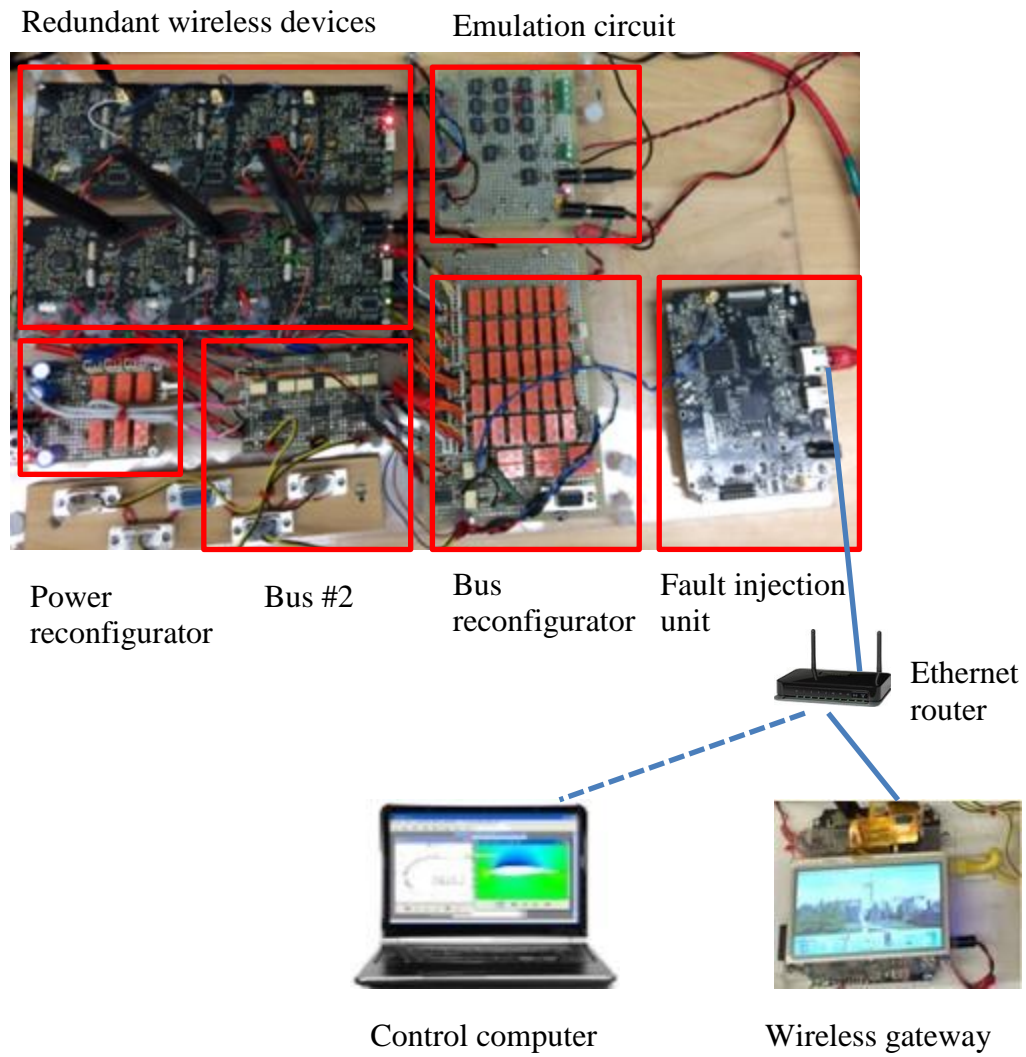 Redundant wireless devices
Emulation circuit
Power
reconfigurator
Bus #2
Bus
reconfigurator
Fault injection
unit
Ethernet
router
Control computer
Wireless gateway